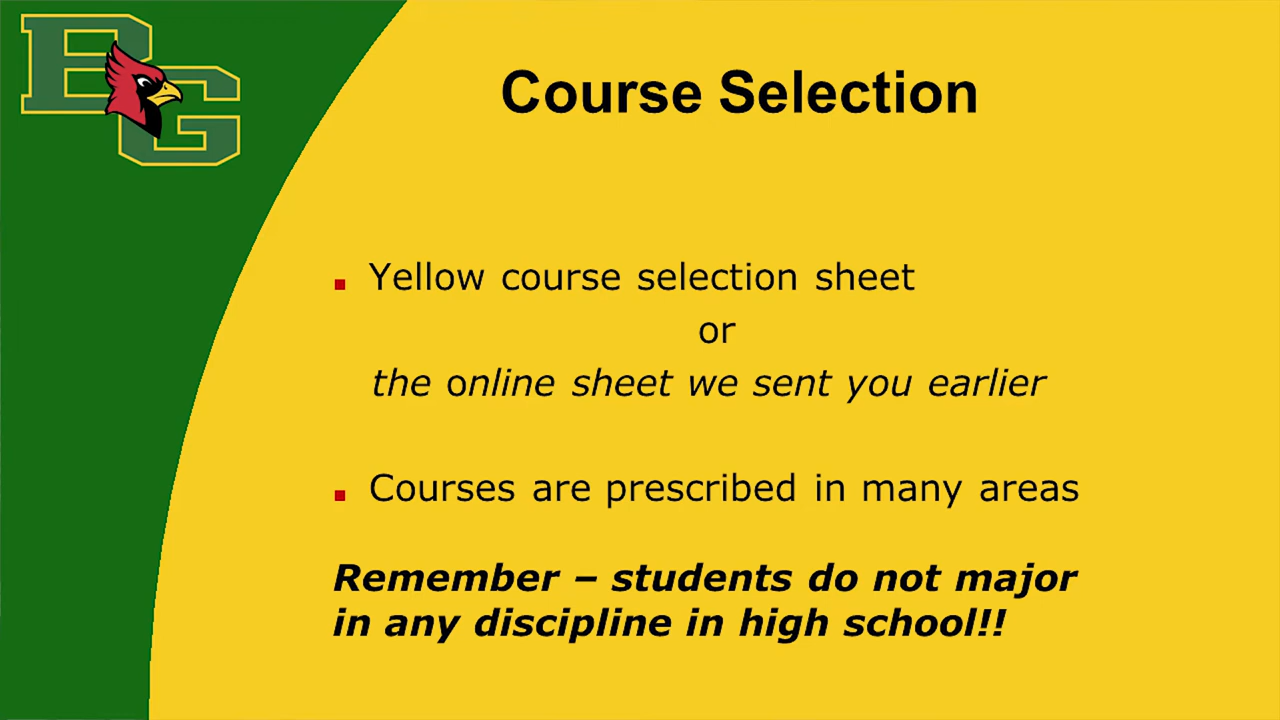 BG
Course Selection
Yellow course selection sheet
or
the online sheet we sent you earlier
Courses are prescribed in many areas
Remember – students do not major
in any discipline in high school!!